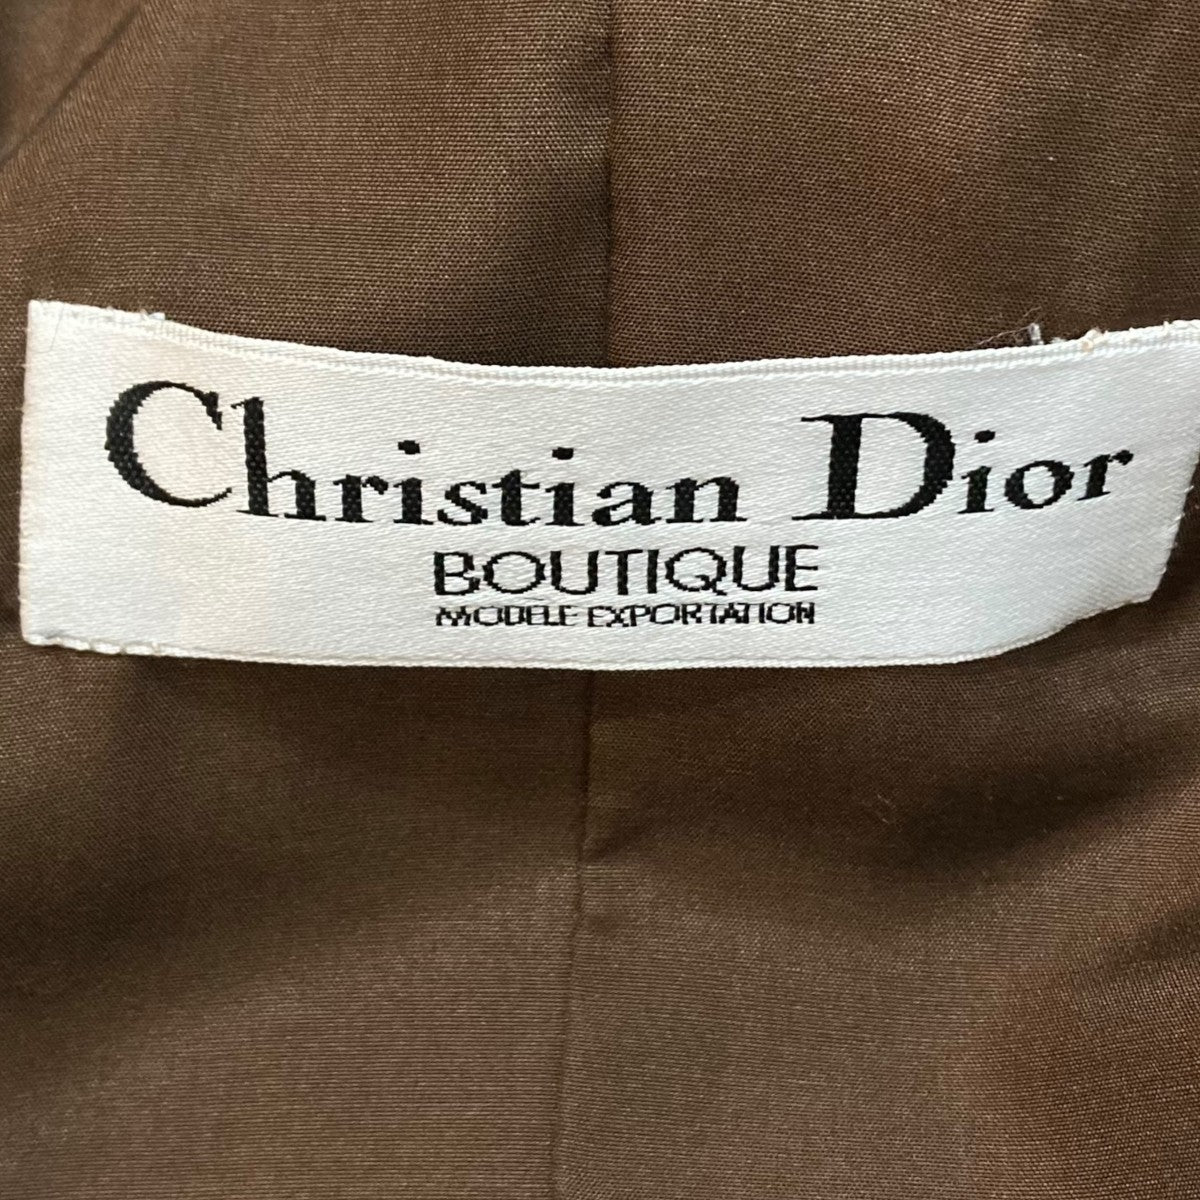 Christian Dior
BOUTIQUE
MODELE EXPORTATION